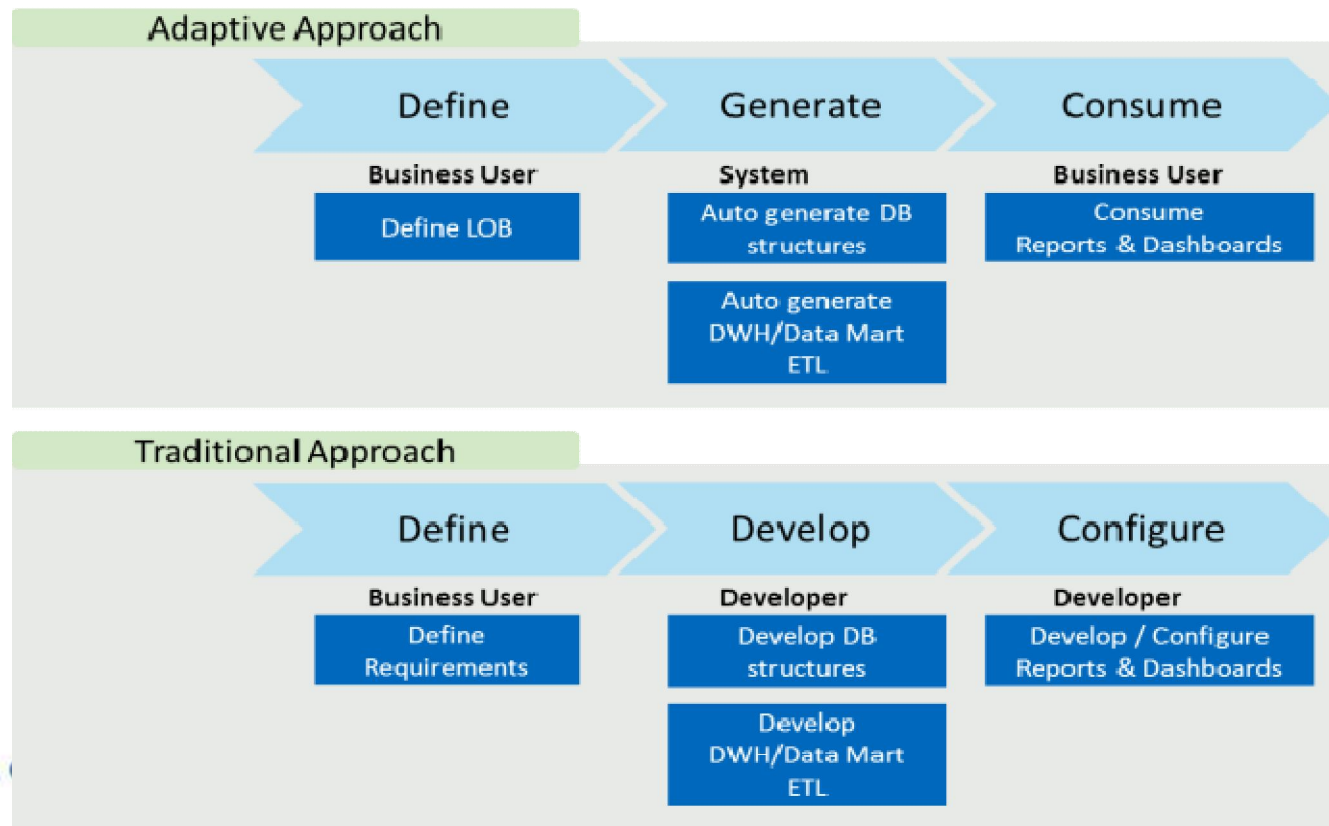 Adaptive Approach
Define
Generate
Consume
Business User
System
Business User
Define LOB
Auto generate DB
structures
Consume
Reports & Dashboards
Auto generate
DWH/Data Mart
ETL
Traditional Approach
Define
Develop
Configure
Business User
Developer
Developer
Define
Requirements
Develop DB
structures
Develop / Configure
Reports & Dashboards
Develop
DWH/Data Mart
ETL